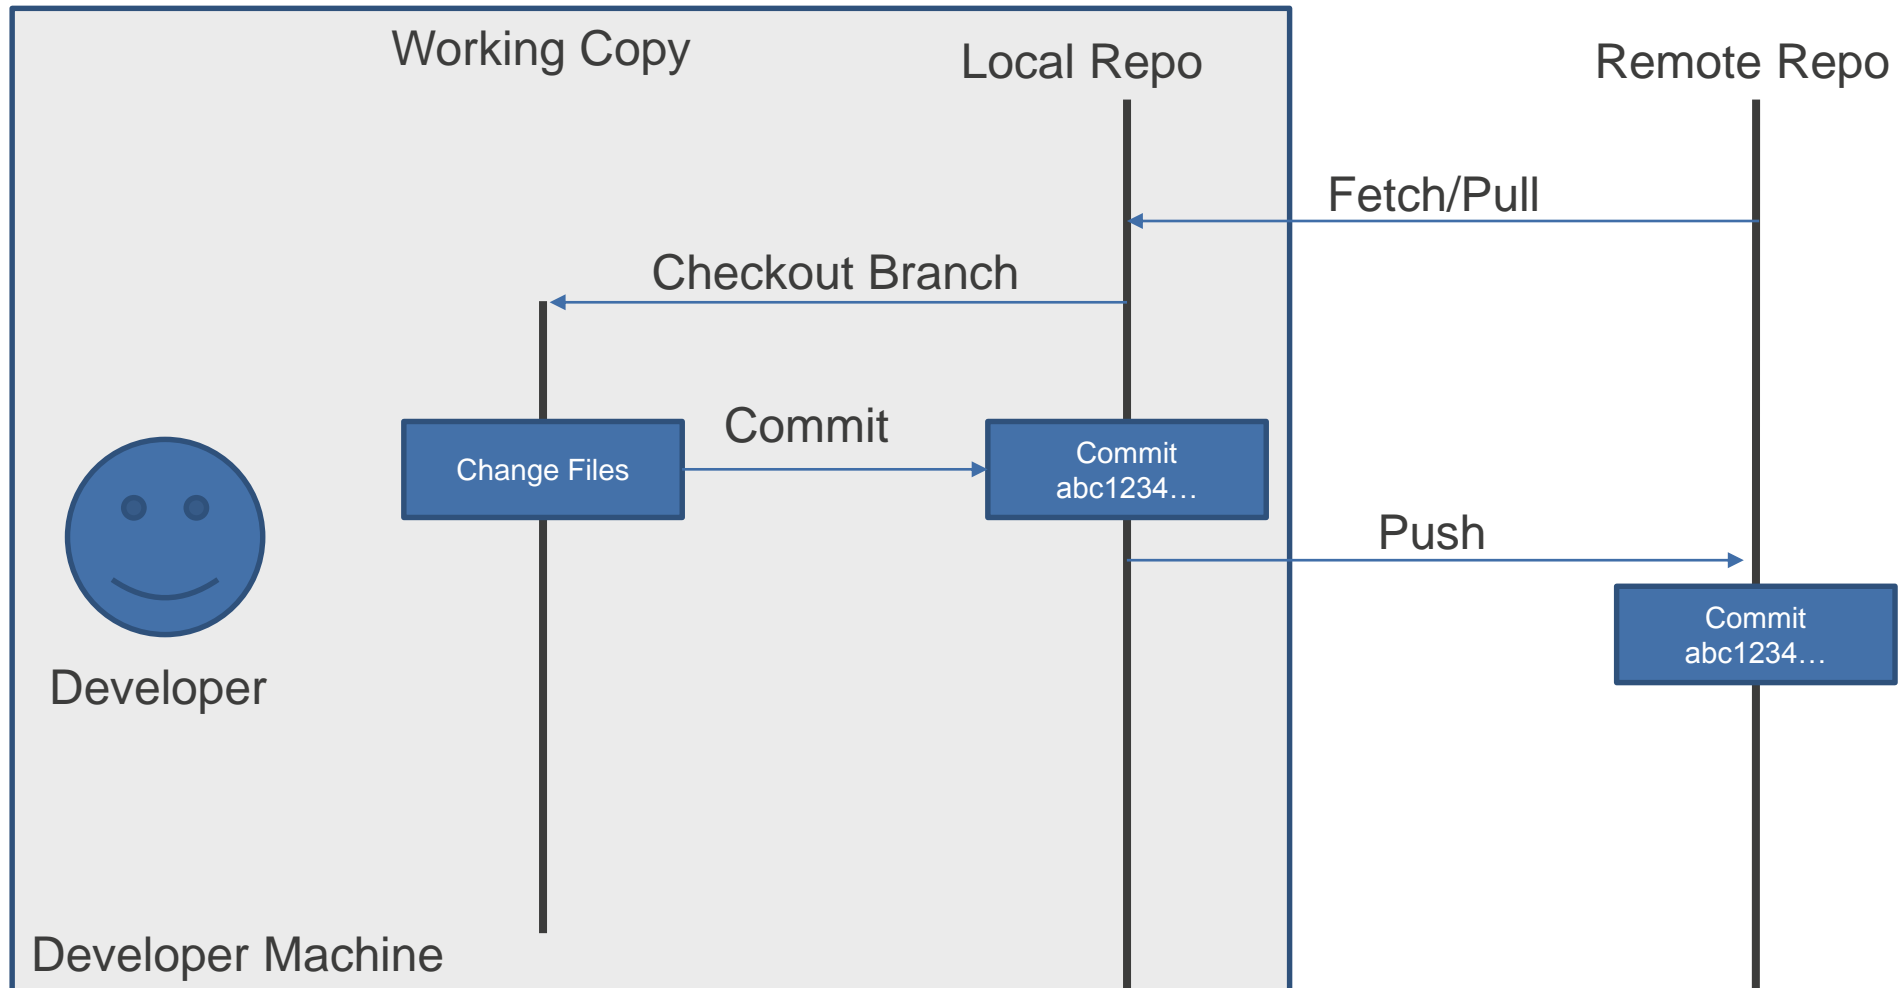 Working Copy
Local Repo
Remote Repo
Fetch/Pull
Checkout Branch
Commit
Change Files
Commit
abc1234…
Push
Commit
abc1234…
Developer
Developer Machine